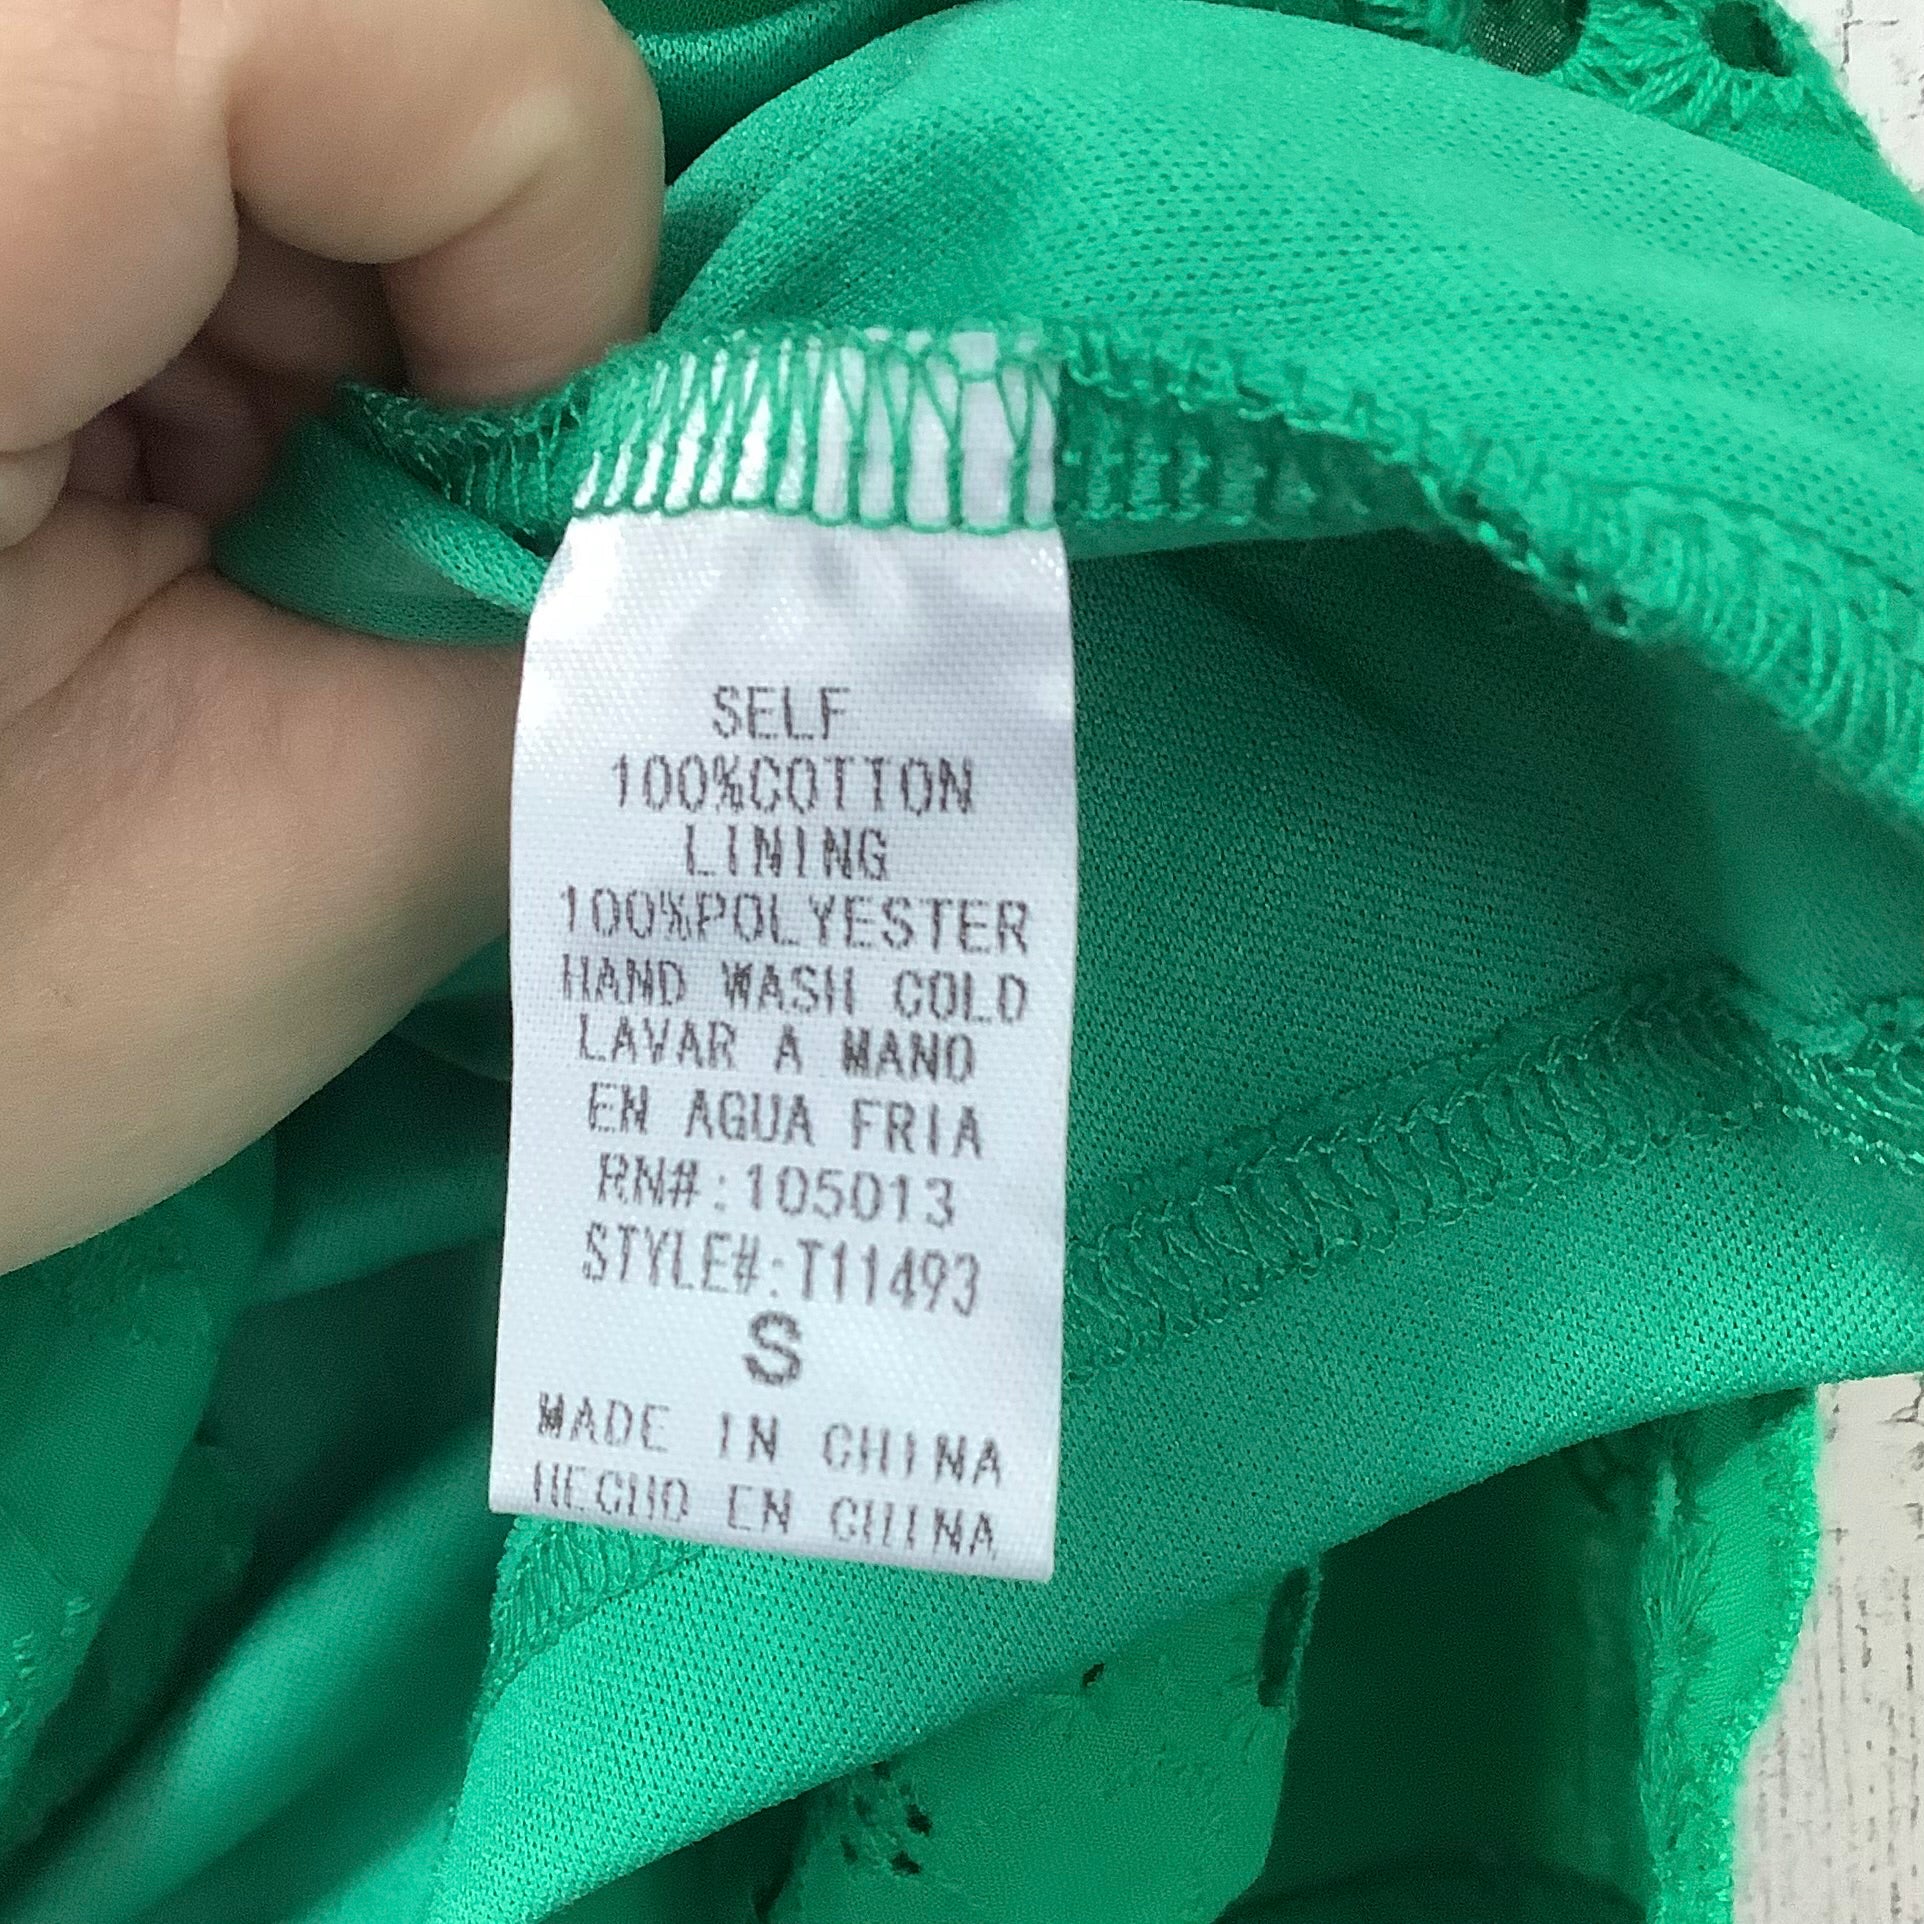 SELF
100%COTTON
LINING
100%POLYESTER
HAND WASH COLD
LAVAR A MANO
EN AGUA FRIA
RN#:105013
STYLE#:T11493
S
MADE IN CHINA
HECHO EN CHINA